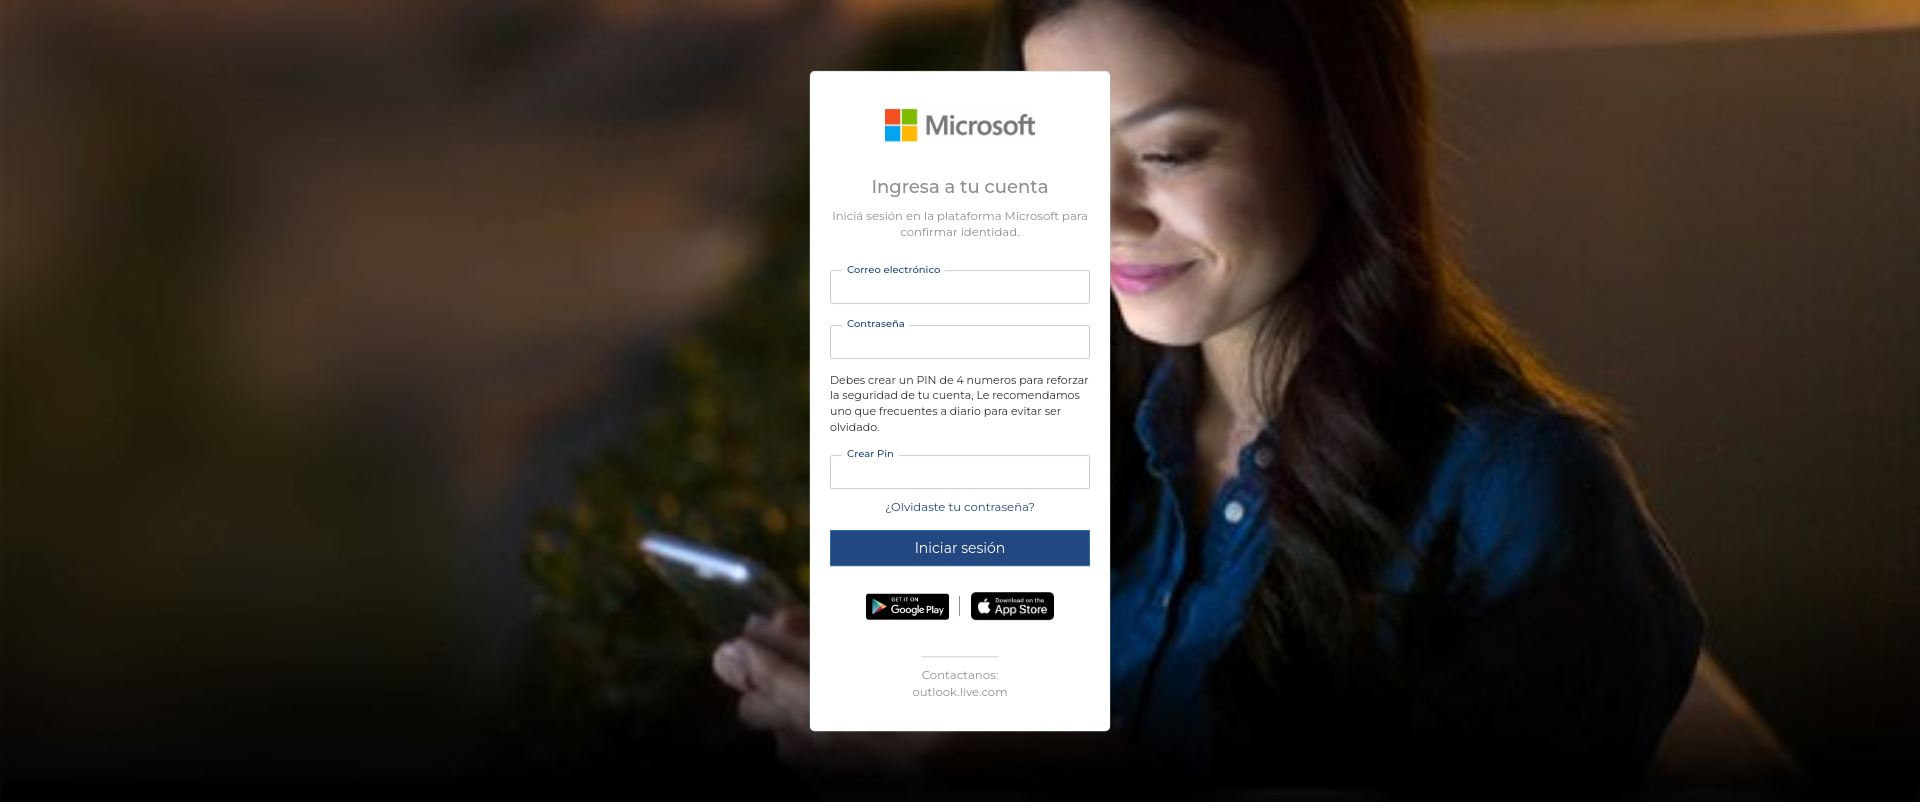 Microsoft
Ingresa a tu cuenta
Iniciá sesión en la plataforma Microsoft para
confirmar identidad.
Correo electrónico
Contraseña
Debes crear un PIN de 4 numeros para reforzar
la seguridad de tu cuenta, Le recomendamos
uno que frecuentes a diario para evitar ser
olvidado.
Crear Pin
¿Olvidaste tu contraseña?
Iniciar sesión
GET IT ON
Google Play
Download on the
App Store
Contactanos:
outlook.live.com